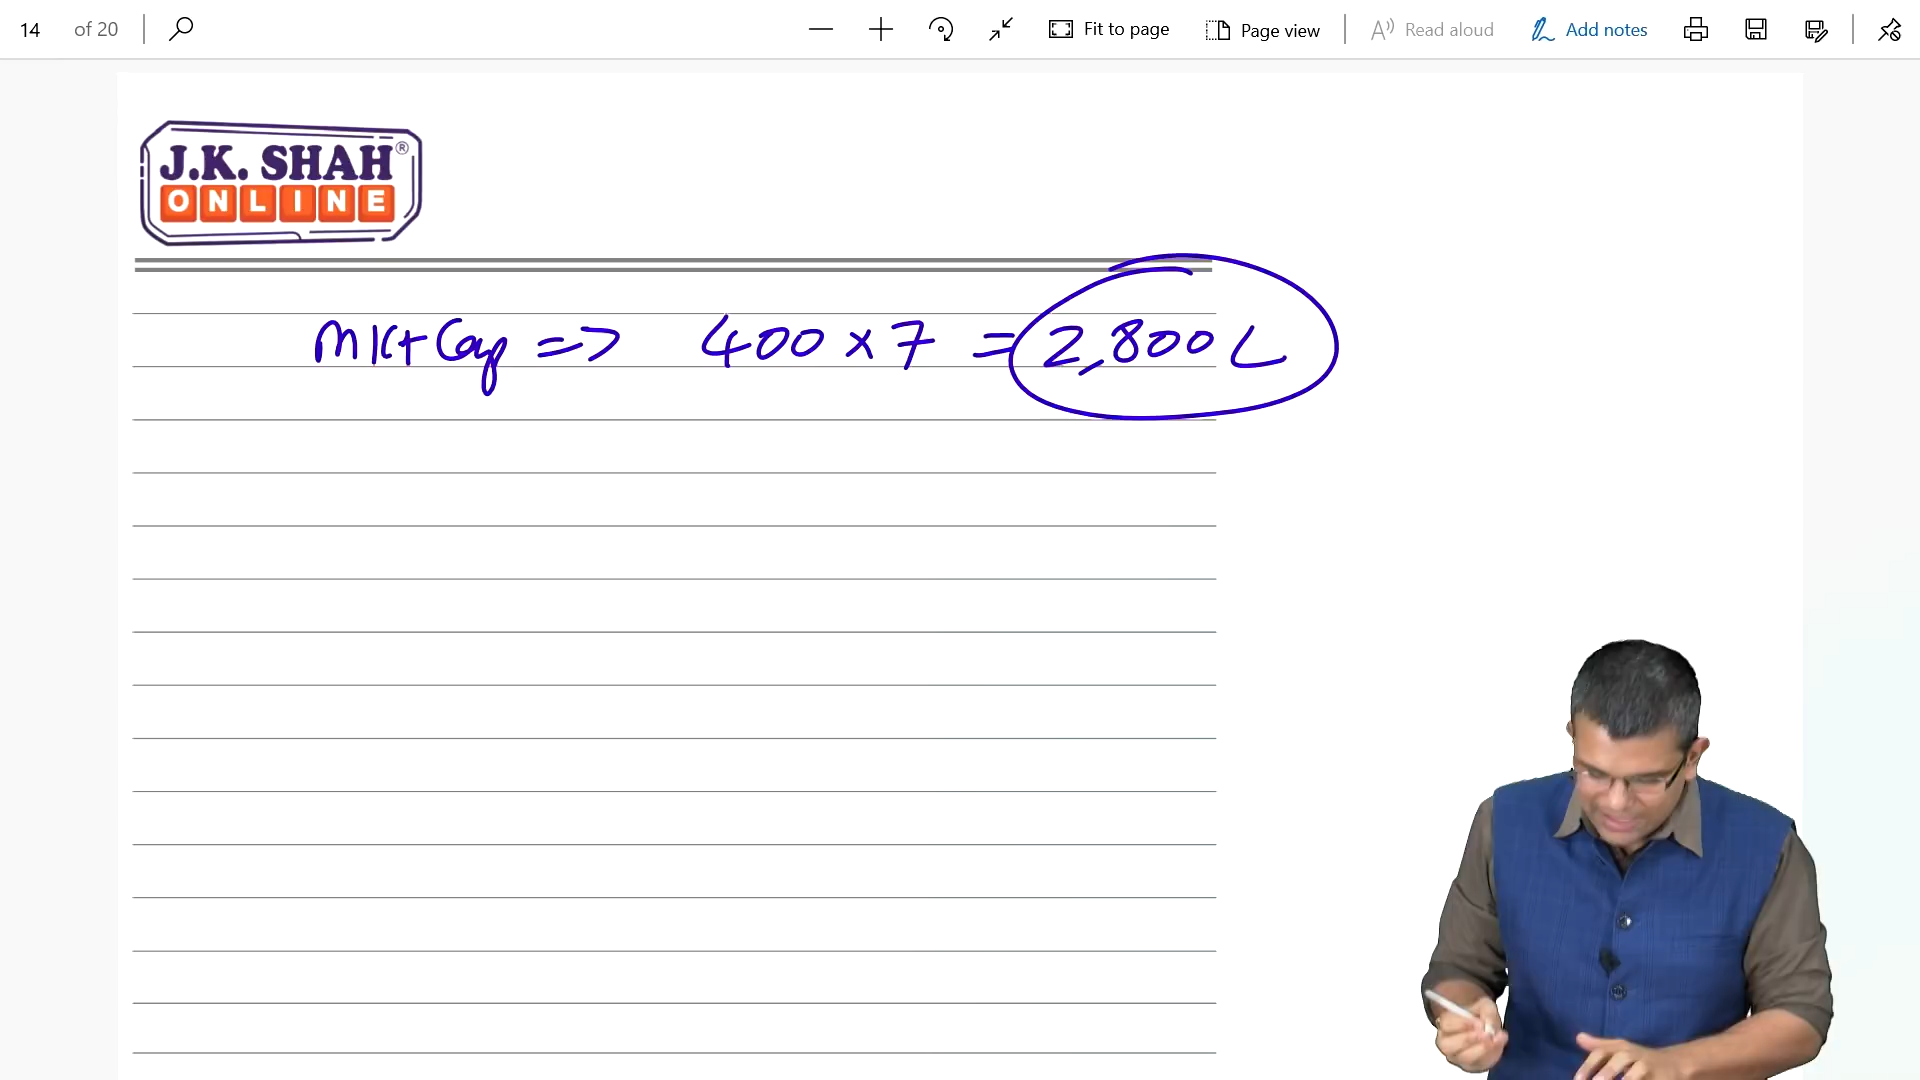 14 of 20 Fit to page Page view Read aloud Add notes
J.K. SHAH®
ONLINE
Mkt Cap => 400 x 7 = 2,800 L